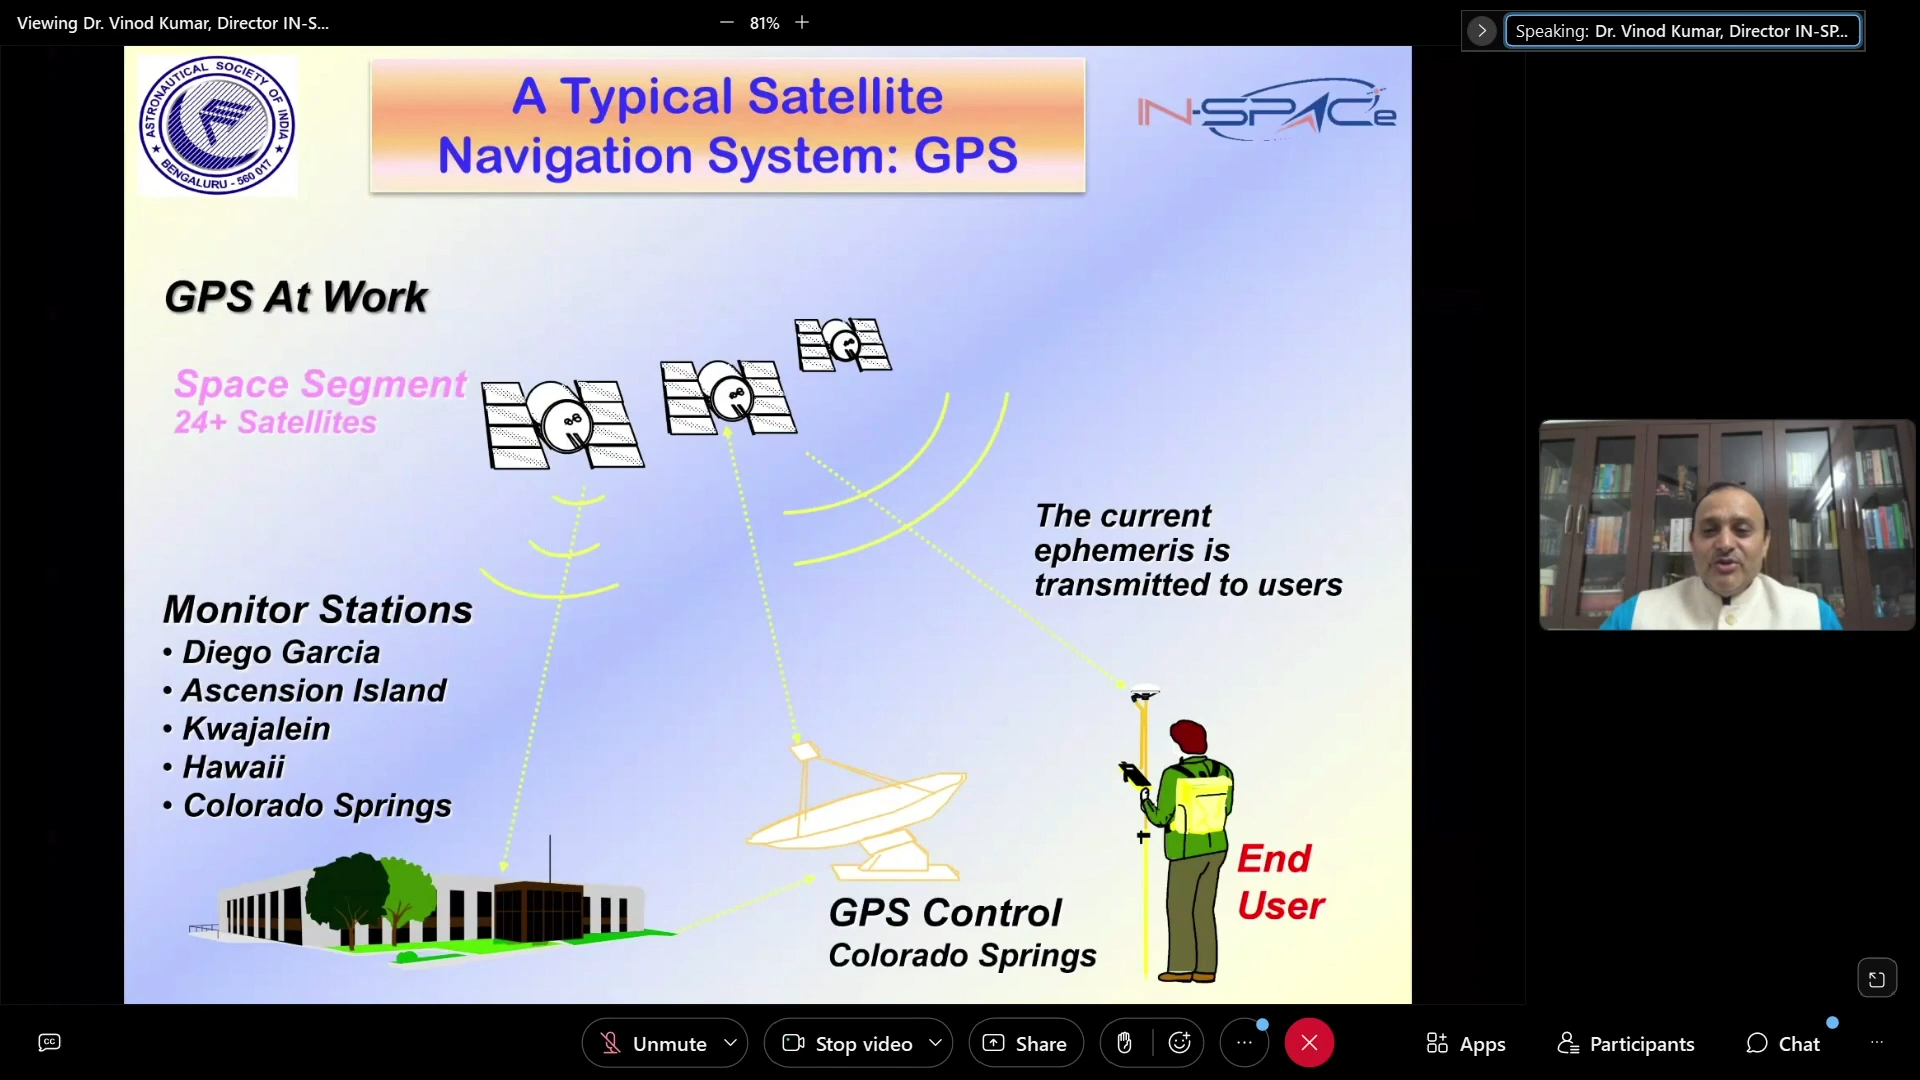 Viewing Dr. Vinod Kumar, Director IN-S...
81%
Speaking: Dr. Vinod Kumar, Director IN-SP...
ASTRONAUTICAL SOCIETY OF INDIA
BENGALURU - 560 017
A Typical Satellite
Navigation System: GPS
IN-SPACe
GPS At Work
Space Segment
24+ Satellites
The current
ephemeris is
transmitted to users
Monitor Stations
• Diego Garcia
• Ascension Island
• Kwajalein
• Hawaii
• Colorado Springs
GPS Control
Colorado Springs
End
User
CC
Unmute
Stop video
Share
Apps
Participants
Chat